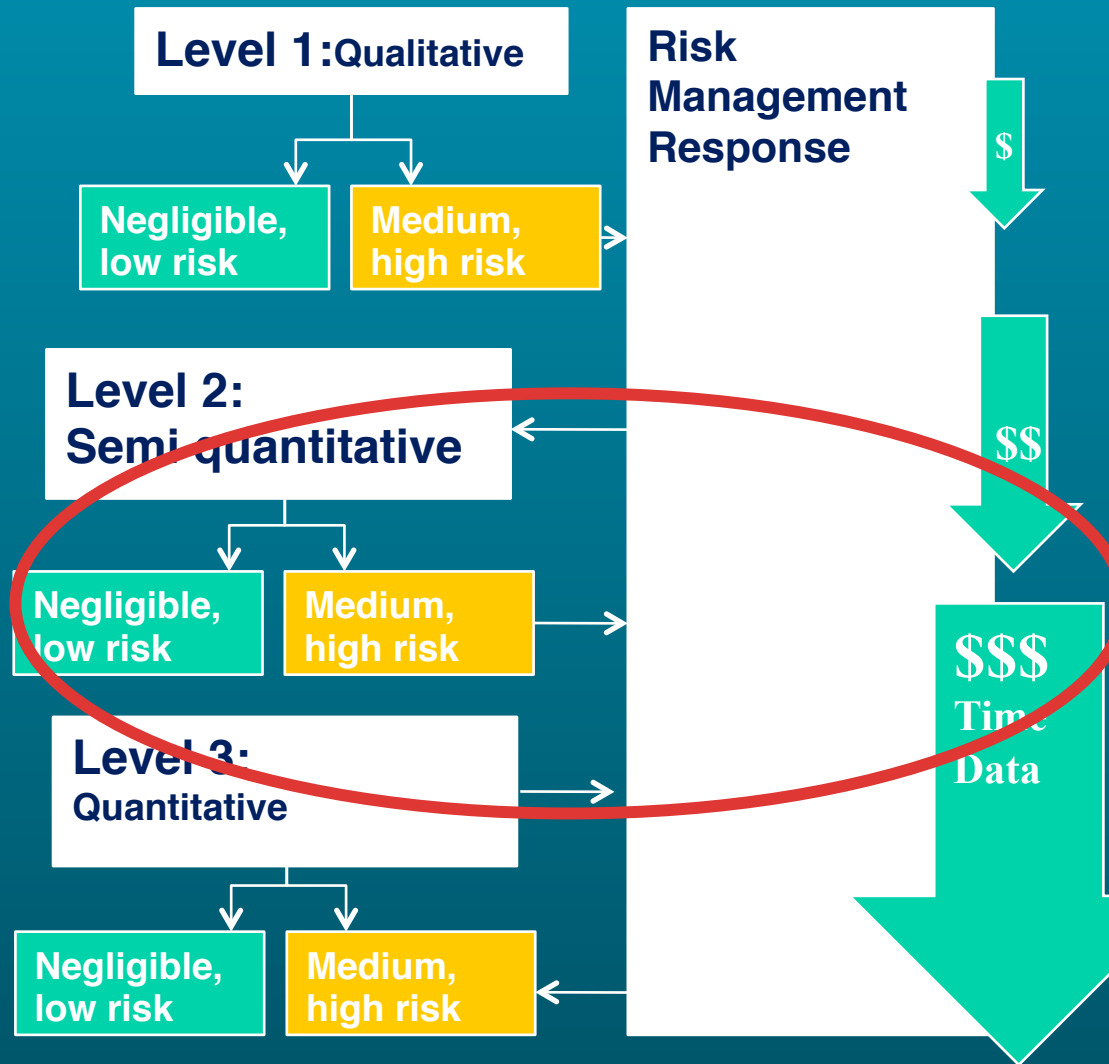 Level 1:Qualitative
Risk
Management
Response
$
Negligible,
low risk
Medium,
high risk
Level 2:
Semi quantitative
$$
Negligible,
low risk
Medium,
high risk
$$$
Time
Data
Level 3:
Quantitative
Negligible,
low risk
Medium,
high risk